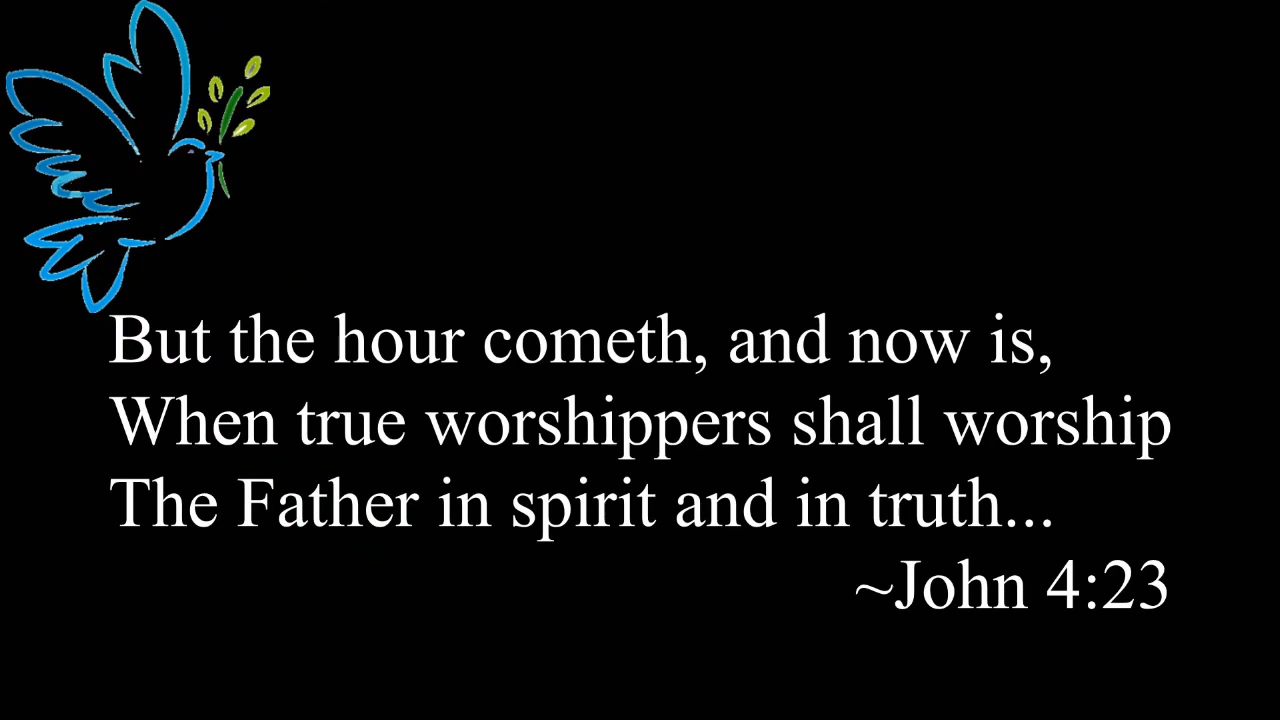 But the hour cometh, and now is,
When true worshippers shall worship
The Father in spirit and in truth...
~John 4:23